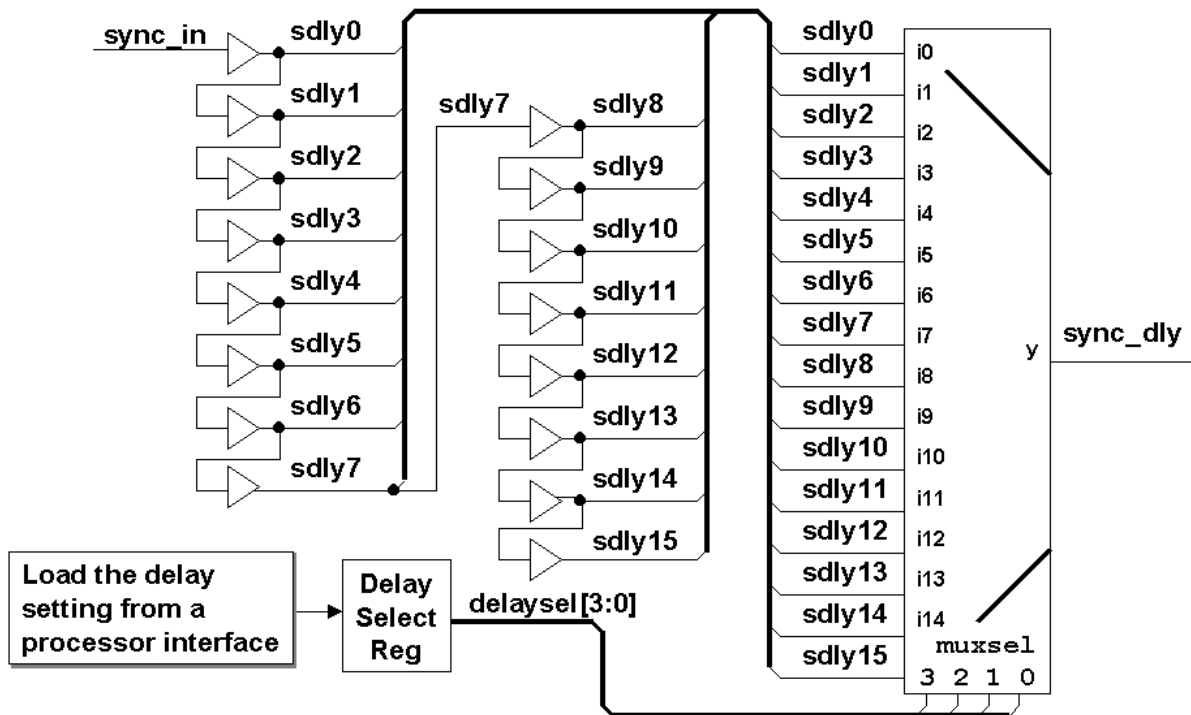 sync_in
sdly0
sdly1
sdly2
sdly3
sdly4
sdly5
sdly6
sdly7
sdly7
sdly8
sdly9
sdly10
sdly11
sdly12
sdly13
sdly14
sdly15
sdly0
sdly1
sdly2
sdly3
sdly4
sdly5
sdly6
sdly7
sdly8
sdly9
sdly10
sdly11
sdly12
sdly13
sdly14
sdly15
i0
i1
i2
i3
i4
i5
i6
i7
i8
i9
i10
i11
i12
i13
i14
y
sync_dly
muxsel
3 2 1 0
Load the delay
setting from a
processor interface
Delay
Select
Reg
delaysel[3:0]